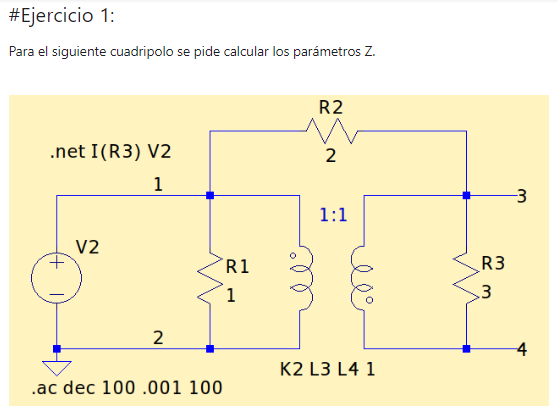 #Ejercicio 1:
Para el siguiente cuadripolo se pide calcular los parámetros Z.
R2
.net I(R3) V2
2
1
3
1:1
V2
R1
R3
1
3
2
4
K2 L3 L4 1
.ac dec 100 .001 100